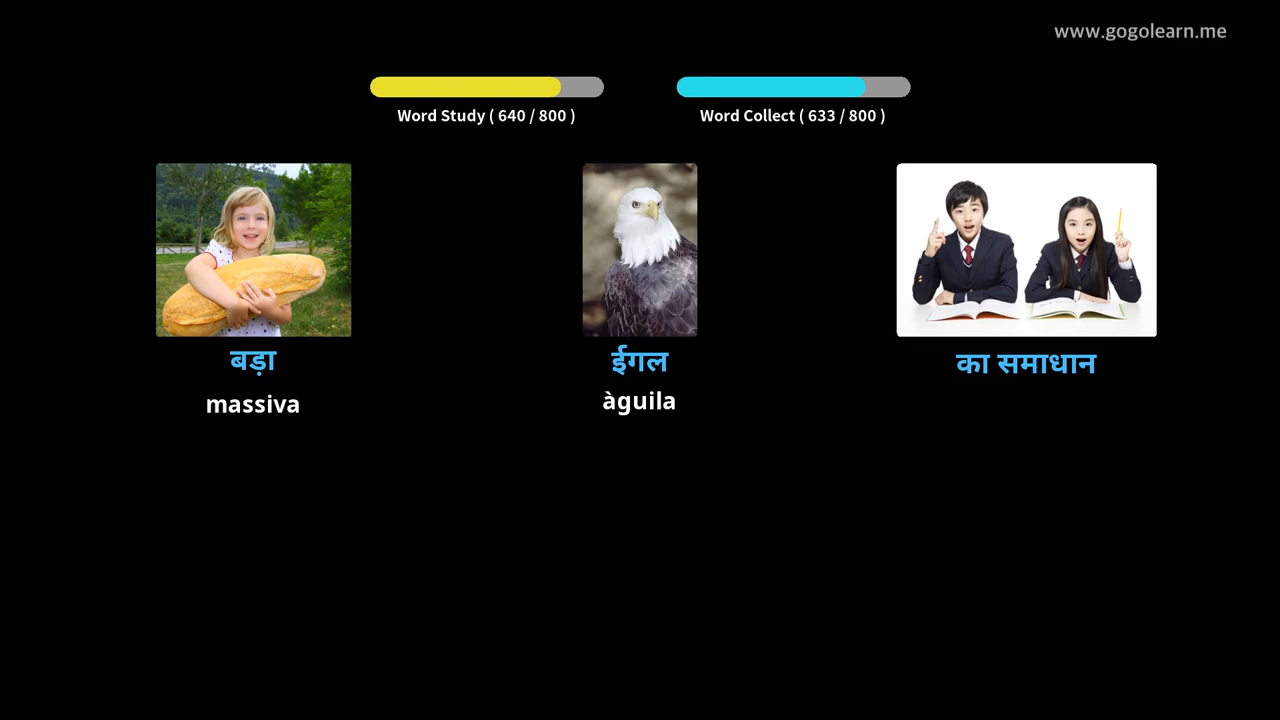 www.gogolearn.me
Word Study ( 640 / 800 )
Word Collect ( 633 / 800 )
बड़ा
ईगल
का समाधान
massiva
àguila